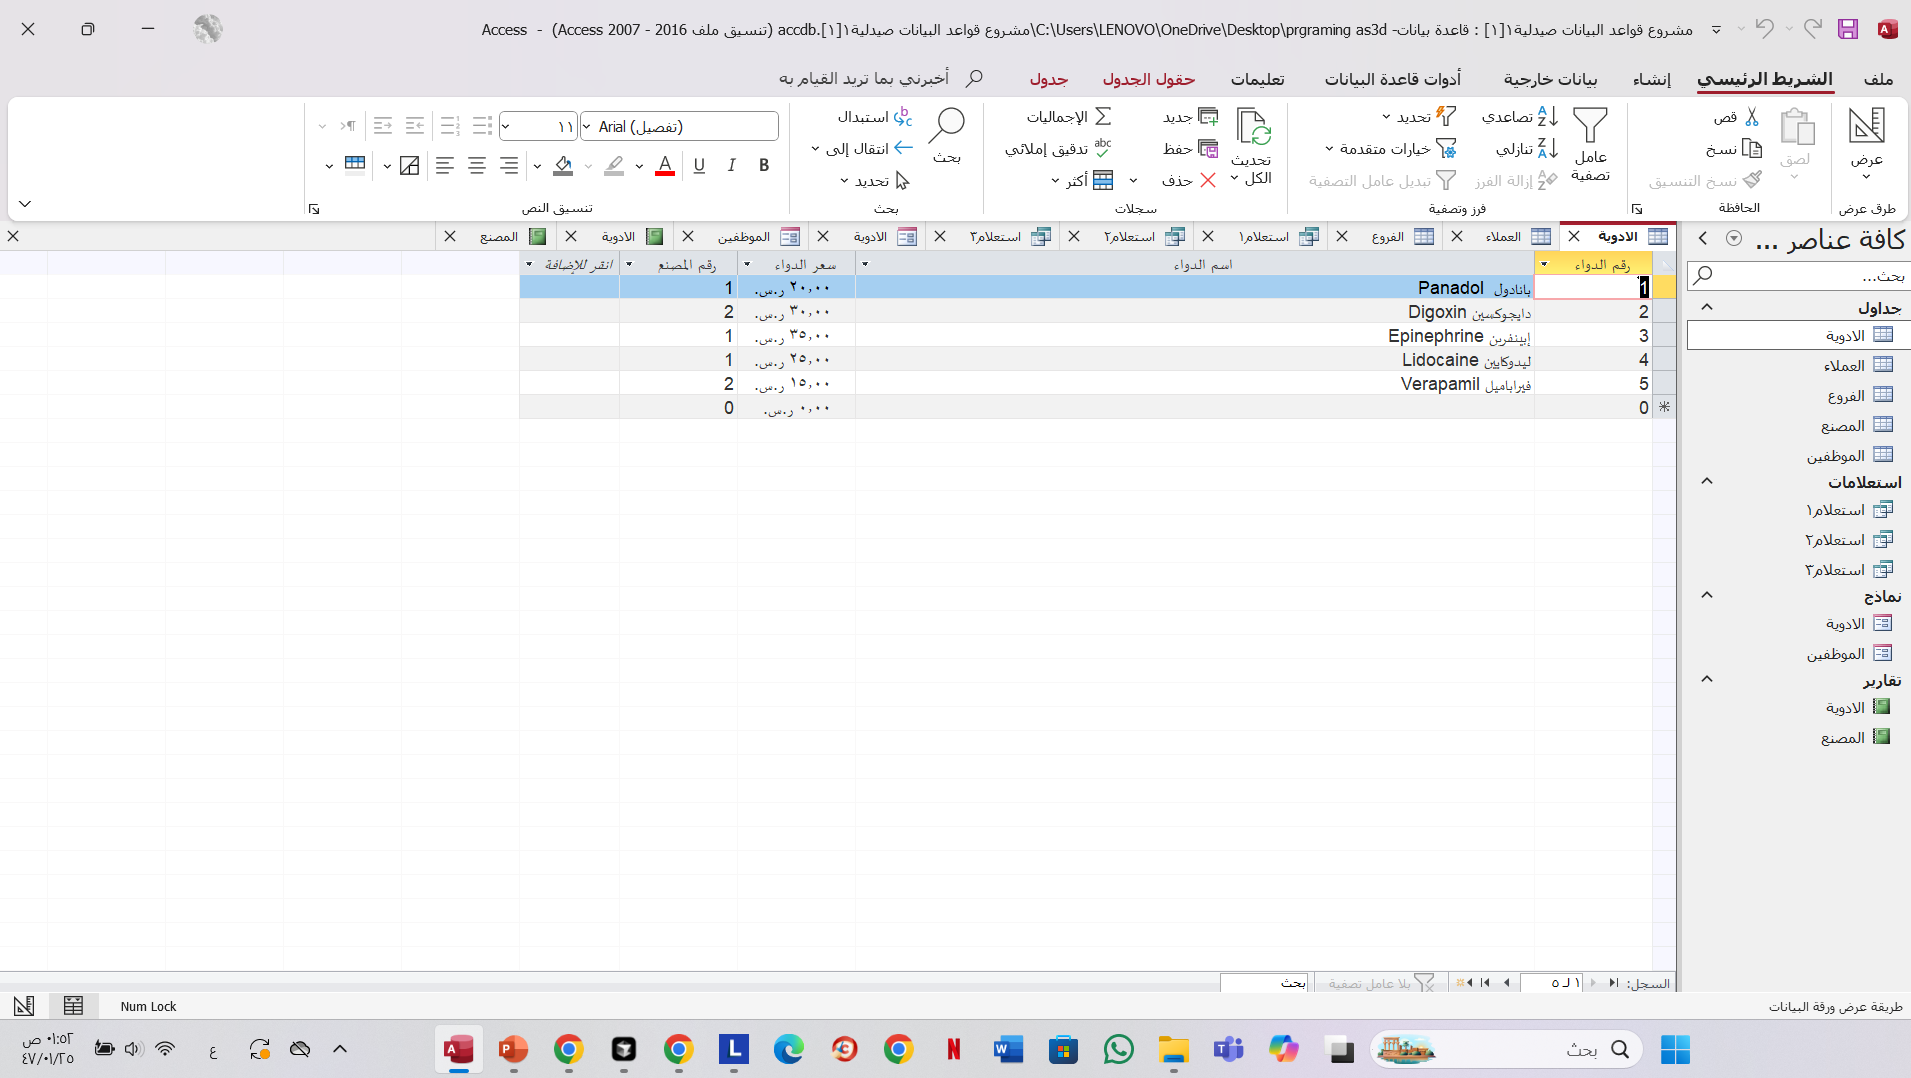 مشروع قواعد البيانات صيدلية١[١] : قاعدة بيانات- C:\Users\LENOVO\OneDrive\Desktop\prgraming as3d\مشروع قواعد البيانات صيدلية١[١].accdb (تنسيق ملف Access 2007 - 2016) - Access
ملف الشريط الرئيسي إنشاء بيانات خارجية أدوات قاعدة البيانات تعليمات حقول الجدول جدول أخبرني بما تريد القيام به
عرض
طرق عرض
لصق
قص
نسخ
نسخ التنسيق
الحافظة
عامل تصفية
تصاعدي
تنازلي
إزالة الفرز
تحديد
خيارات متقدمة
تبديل عامل التصفية
فرز وتصفية
تحديث الكل
جديد
حفظ
حذف
الإجماليات
تدقيق إملائي
أكثر
سجلات
بحث
استبدال
انتقال إلى
تحديد
بحث
Arial (تفصيل)
١١
B I U A
تنسيق النص
الادوية العملاء الفروع استعلام١ استعلام٢ استعلام٣ الادوية الموظفين الادوية المصنع
كافة عناصر ...
بحث...
جداول
الادوية
العملاء
الفروع
المصنع
الموظفين
استعلامات
استعلام١
استعلام٢
استعلام٣
نماذج
الادوية
الموظفين
تقارير
الادوية
المصنع
رقم الدواء اسم الدواء سعر الدواء رقم المصنع انقر للإضافة
1 بانادول Panadol ٢٠,٠٠ ر.س. 1
2 دايجوكسين Digoxin ٣٠,٠٠ ر.س. 2
3 إبينفرين Epinephrine ٣٥,٠٠ ر.س. 1
4 ليدوكايين Lidocaine ٢٥,٠٠ ر.س. 1
5 فيراباميل Verapamil ١٥,٠٠ ر.س. 2
0 ٠,٠٠ ر.س. 0
السجل: ١ لـ ٥ بلا عامل تصفية بحث
طريقة عرض ورقة البيانات Num Lock
بحث
ع
٠١:٥٢ ص
٤٧/٠١/٢٥